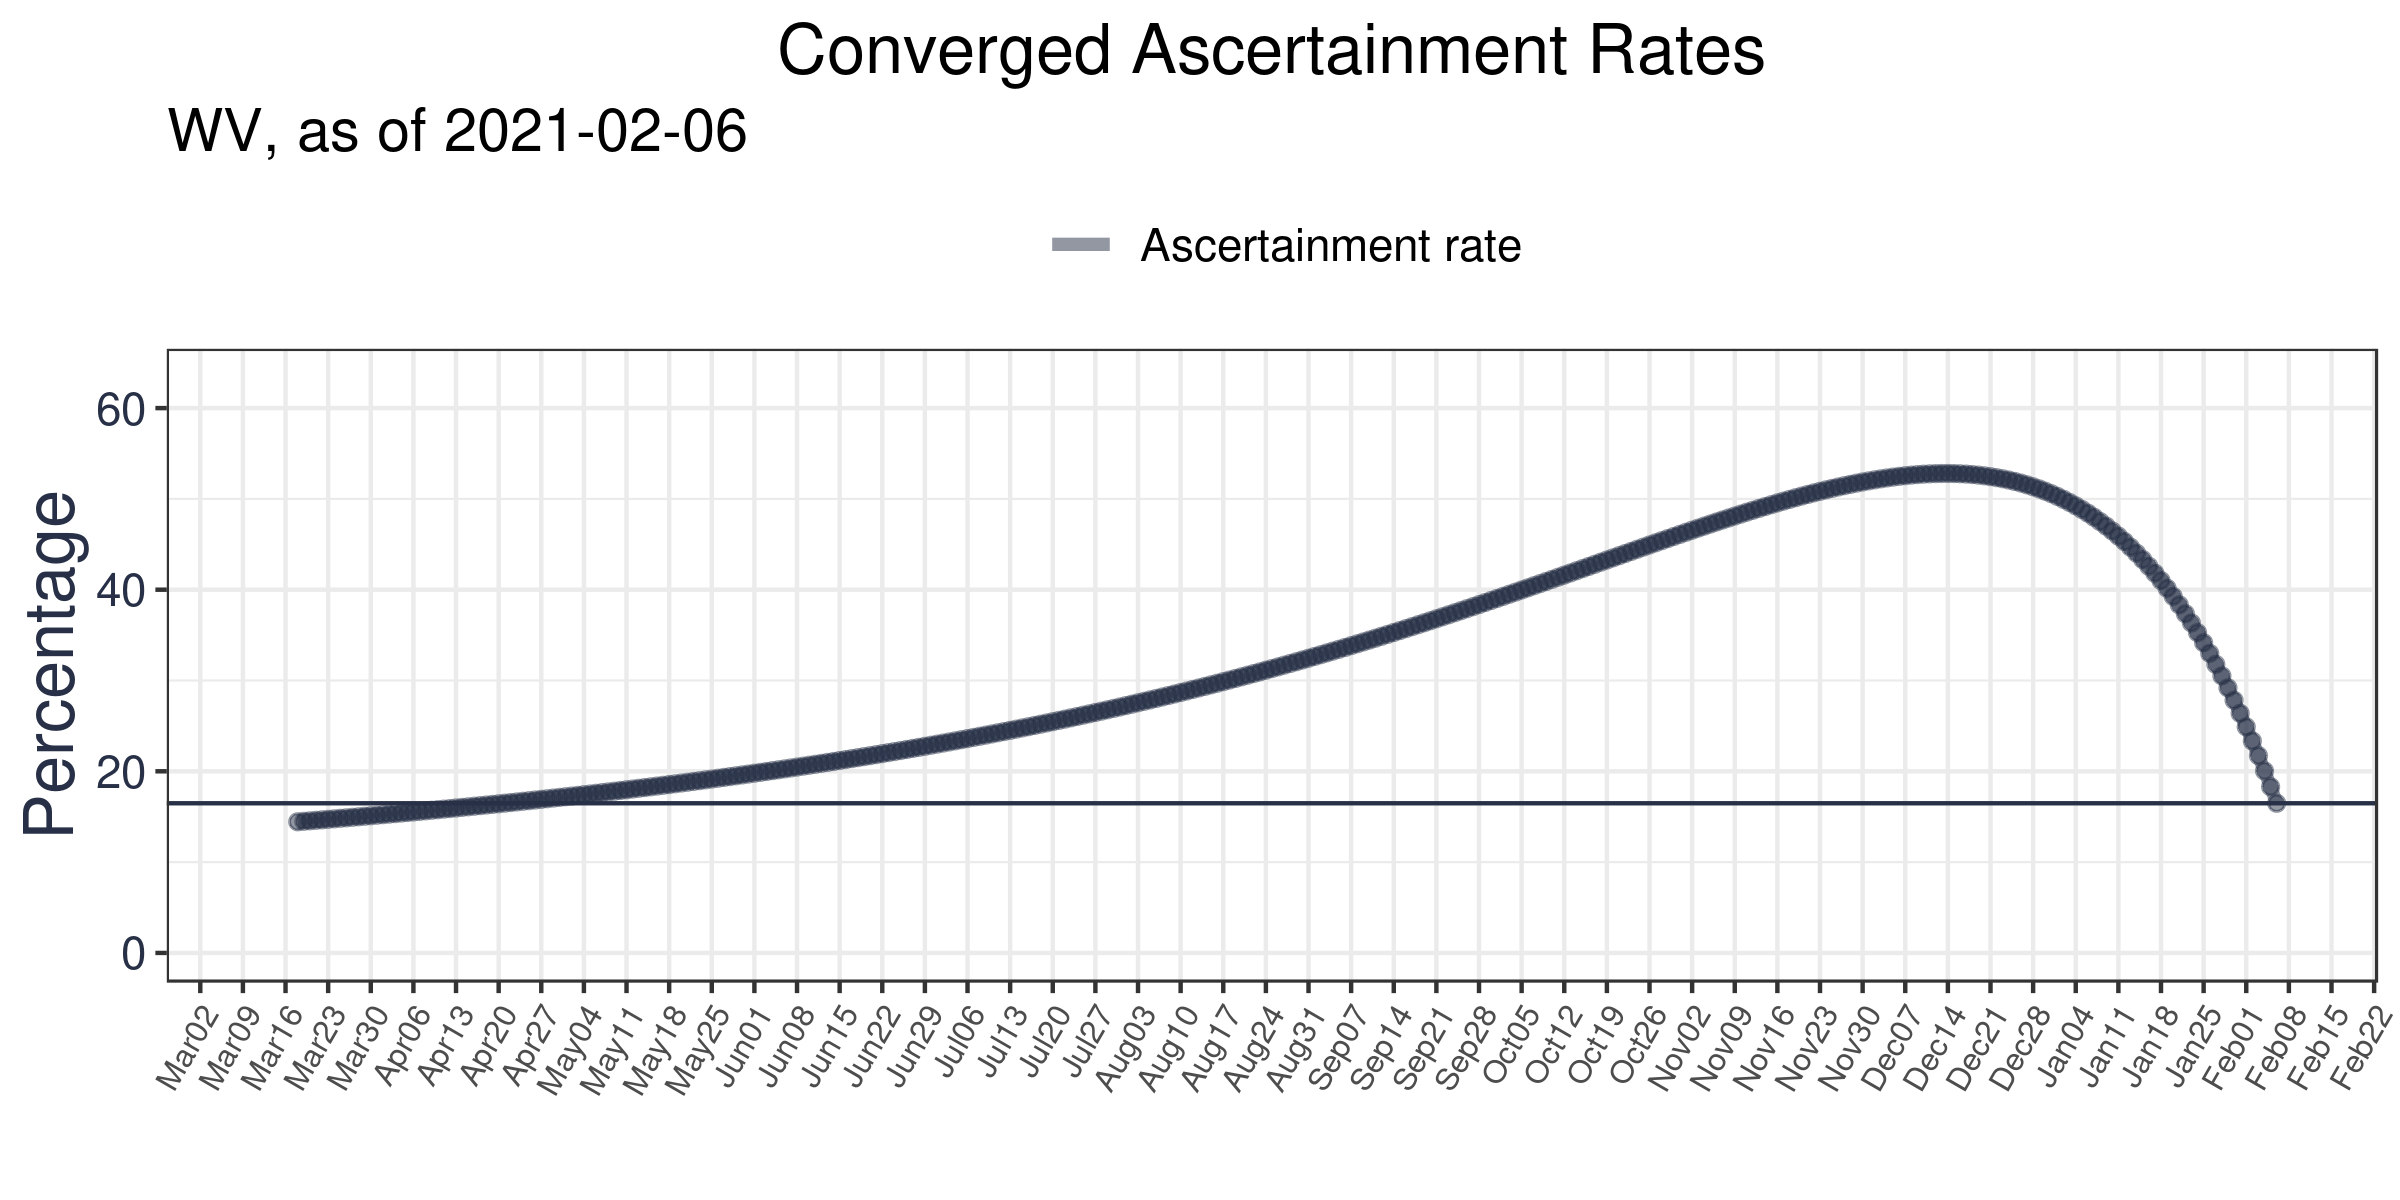 Converged Ascertainment Rates
WV, as of 2021-02-06
Ascertainment rate
Percentage
60
40
20
0
Mar02
Mar09
Mar16
Mar23
Mar30
Apr06
Apr13
Apr20
Apr27
May04
May11
May18
May25
Jun01
Jun08
Jun15
Jun22
Jun29
Jul06
Jul13
Jul20
Jul27
Aug03
Aug10
Aug17
Aug24
Aug31
Sep07
Sep14
Sep21
Sep28
Oct05
Oct12
Oct19
Oct26
Nov02
Nov09
Nov16
Nov23
Nov30
Dec07
Dec14
Dec21
Dec28
Jan04
Jan11
Jan18
Jan25
Feb01
Feb08
Feb15
Feb22